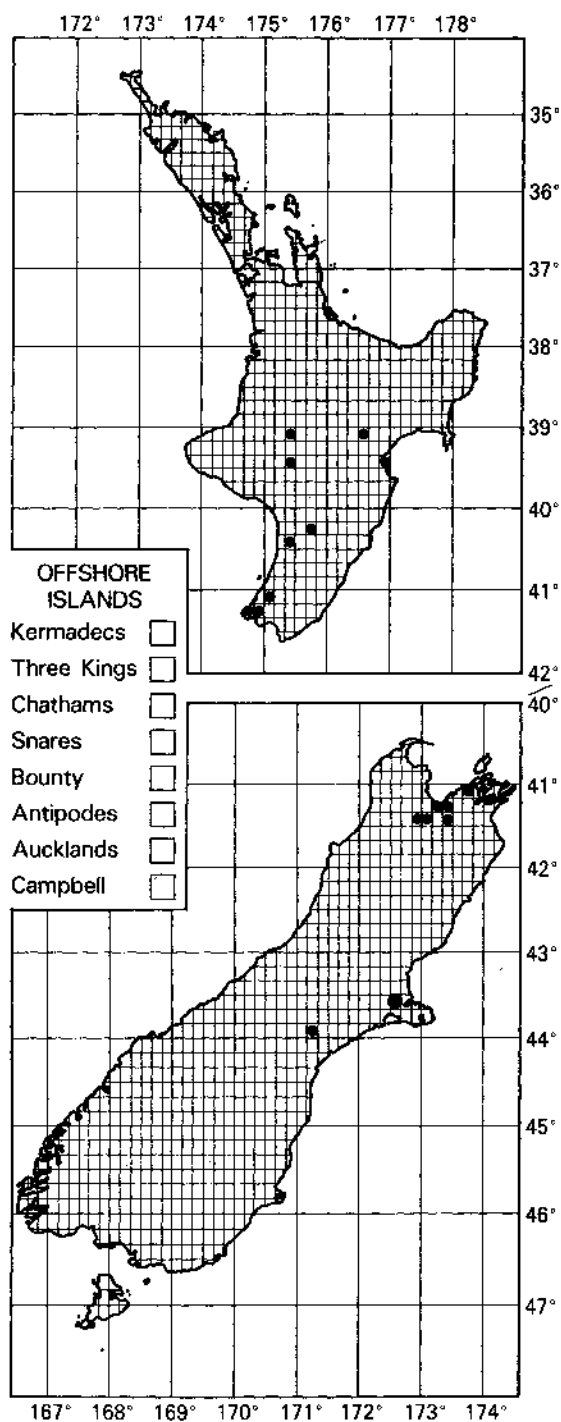 172° 173° 174° 175° 176° 177° 178°
35°
36°
37°
38°
39°
40°
41°
42°
OFFSHORE
ISLANDS
Kermadecs
Three Kings
Chathams
Snares
Bounty
Antipodes
Aucklands
Campbell
40°
41°
42°
43°
44°
45°
46°
47°
167° 168° 169° 170° 171° 172° 173° 174°